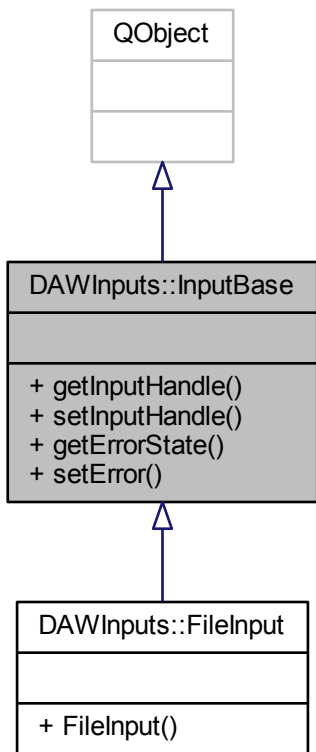 QObject
DAWInputs::InputBase
+ getInputHandle()
+ setInputHandle()
+ getErrorState()
+ setError()
DAWInputs::FileInput
+ FileInput()